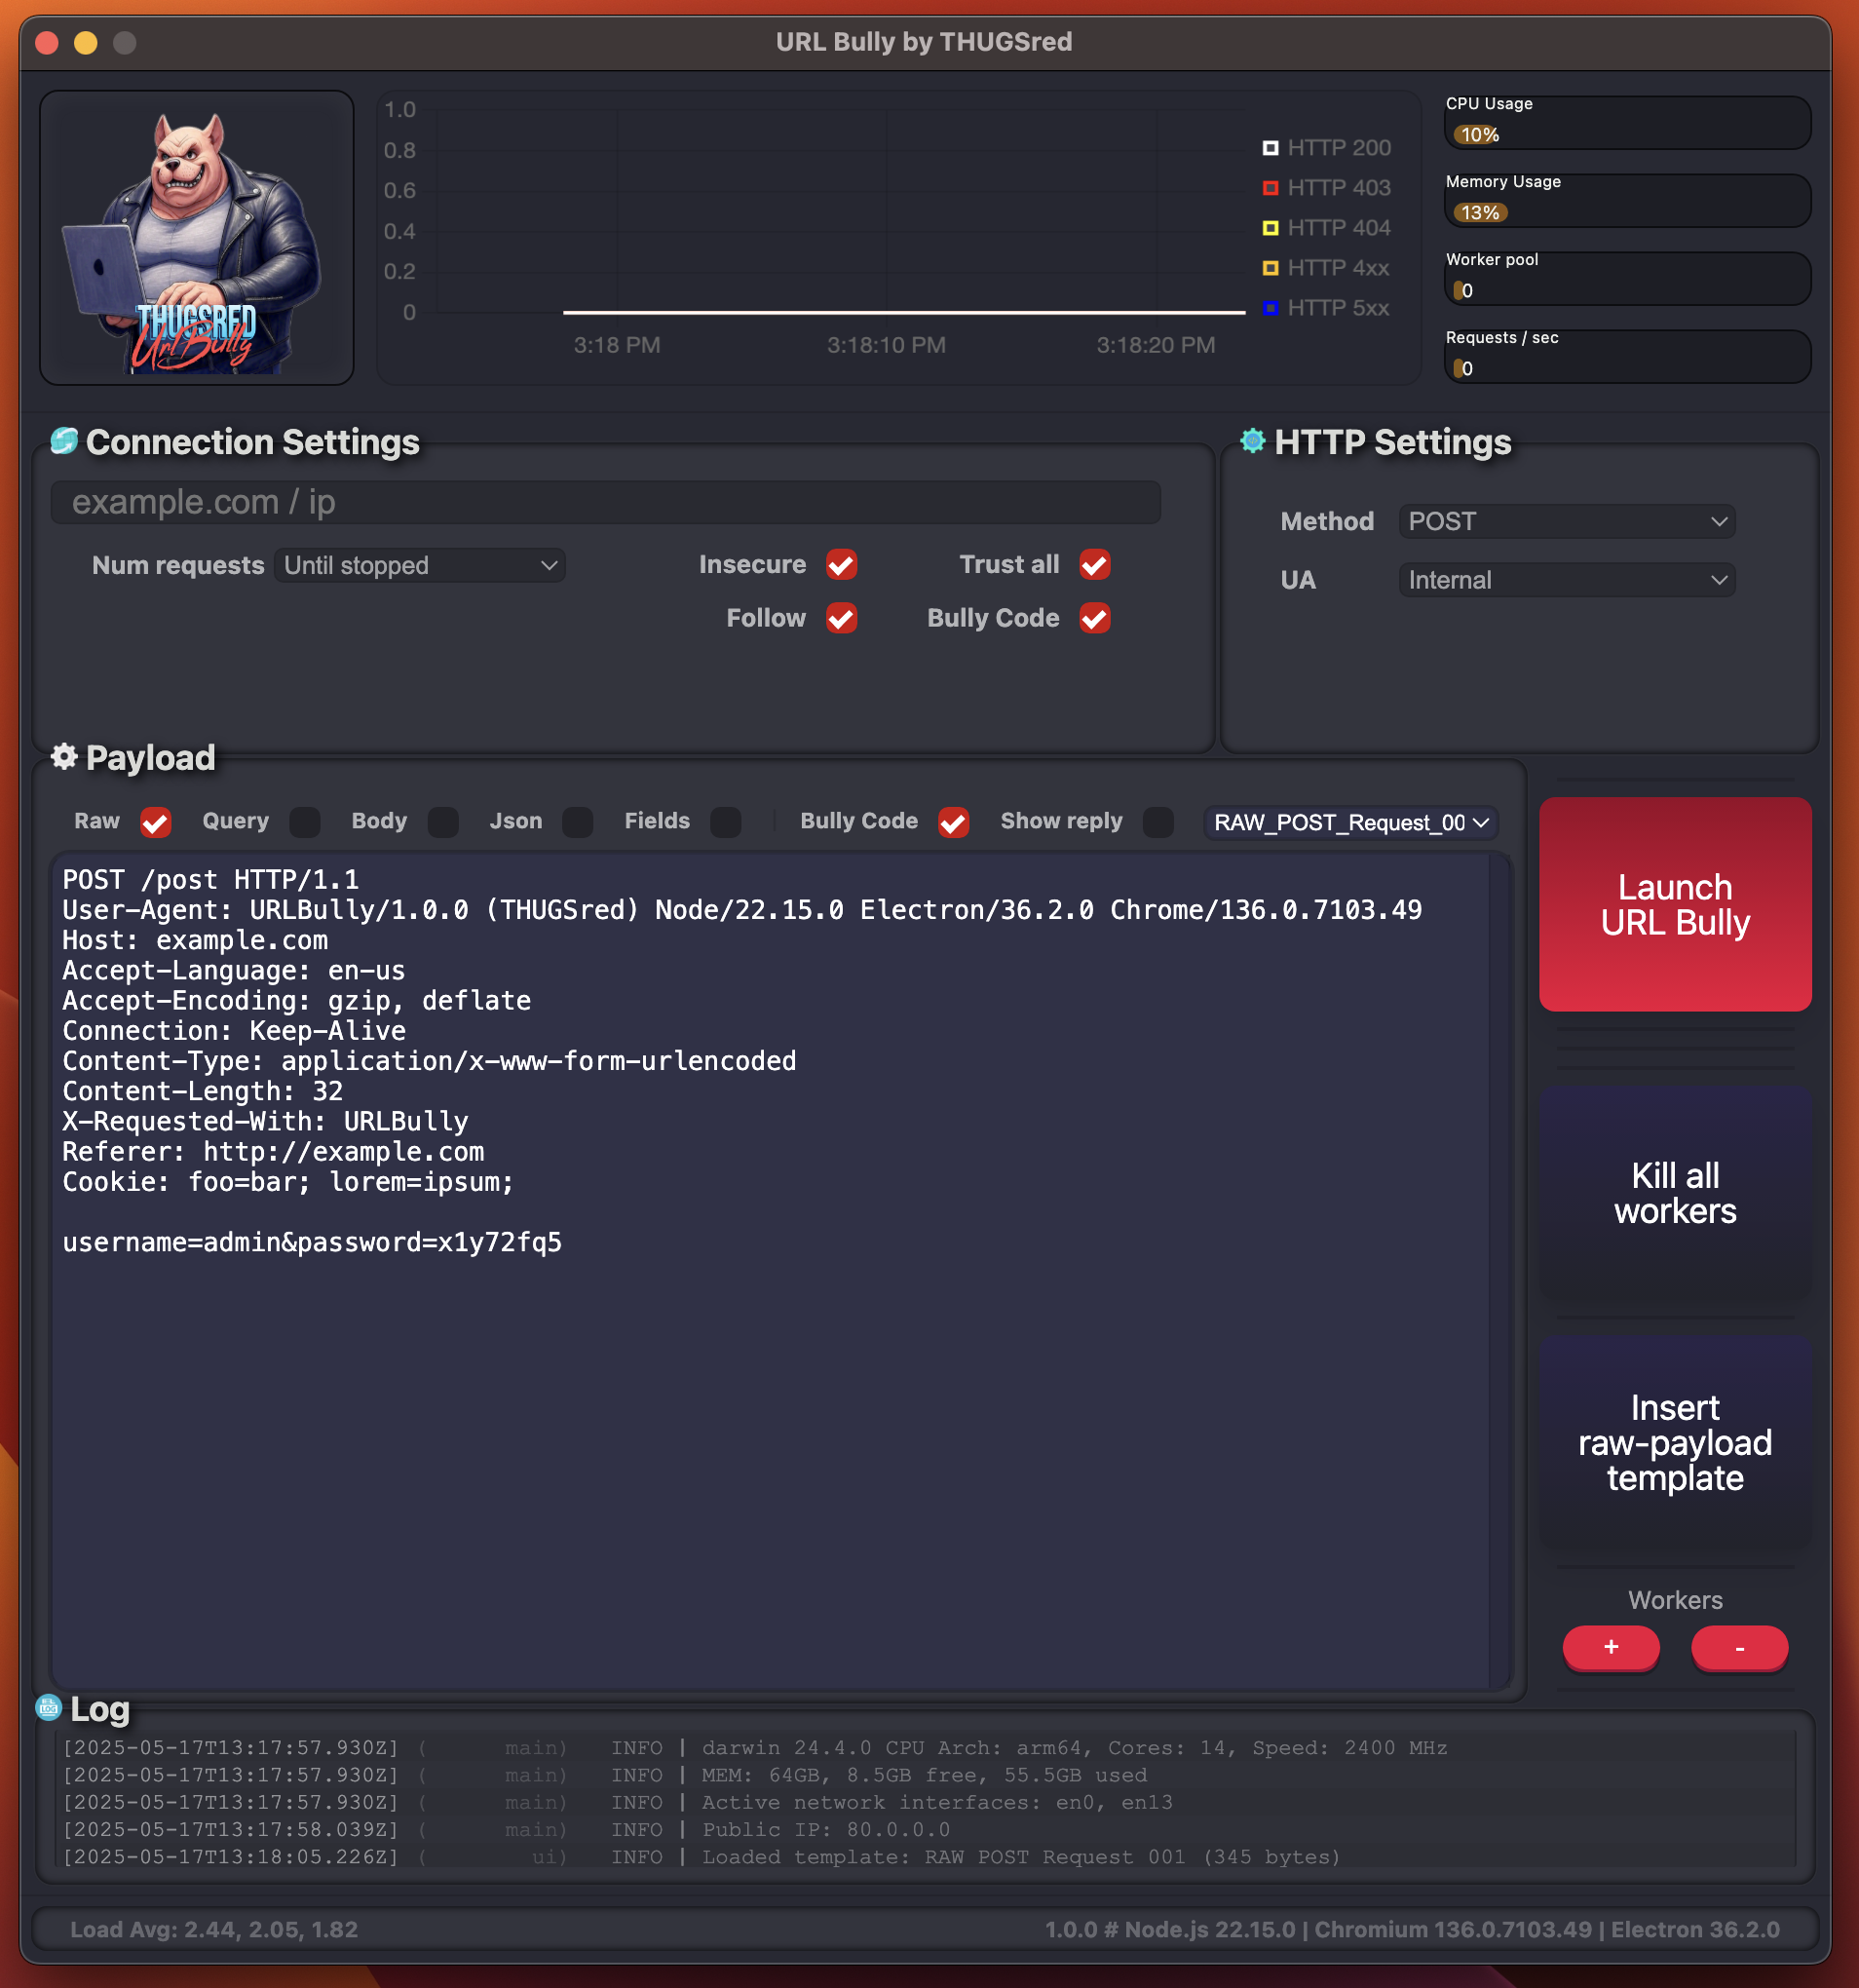 URL Bully by THUGSred
THUGSRED
Url Bully
1.0
0.8
0.6
0.4
0.2
0
3:18 PM
3:18:10 PM
3:18:20 PM
HTTP 200
HTTP 403
HTTP 404
HTTP 4xx
HTTP 5xx
CPU Usage
10%
Memory Usage
13%
Worker pool
0
Requests / sec
0
Connection Settings
example.com / ip
Num requests Until stopped
Insecure Trust all
Follow Bully Code
HTTP Settings
Method POST
UA Internal
Payload
Raw Query Body Json Fields Bully Code Show reply RAW_POST_Request_00
POST /post HTTP/1.1
User-Agent: URLBully/1.0.0 (THUGSred) Node/22.15.0 Electron/36.2.0 Chrome/136.0.7103.49
Host: example.com
Accept-Language: en-us
Accept-Encoding: gzip, deflate
Connection: Keep-Alive
Content-Type: application/x-www-form-urlencoded
Content-Length: 32
X-Requested-With: URLBully
Referer: http://example.com
Cookie: foo=bar; lorem=ipsum;
username=admin&password=x1y72fq5
Launch
URL Bully
Kill all
workers
Insert
raw-payload
template
Workers
+ -
LOG
Log
[2025-05-17T13:17:57.930Z] ( main) INFO | darwin 24.4.0 CPU Arch: arm64, Cores: 14, Speed: 2400 MHz
[2025-05-17T13:17:57.930Z] ( main) INFO | MEM: 64GB, 8.5GB free, 55.5GB used
[2025-05-17T13:17:57.930Z] ( main) INFO | Active network interfaces: en0, en13
[2025-05-17T13:17:58.039Z] ( main) INFO | Public IP: 80.0.0.0
[2025-05-17T13:18:05.226Z] ( ui) INFO | Loaded template: RAW POST Request 001 (345 bytes)
Load Avg: 2.44, 2.05, 1.82
1.0.0 # Node.js 22.15.0 | Chromium 136.0.7103.49 | Electron 36.2.0